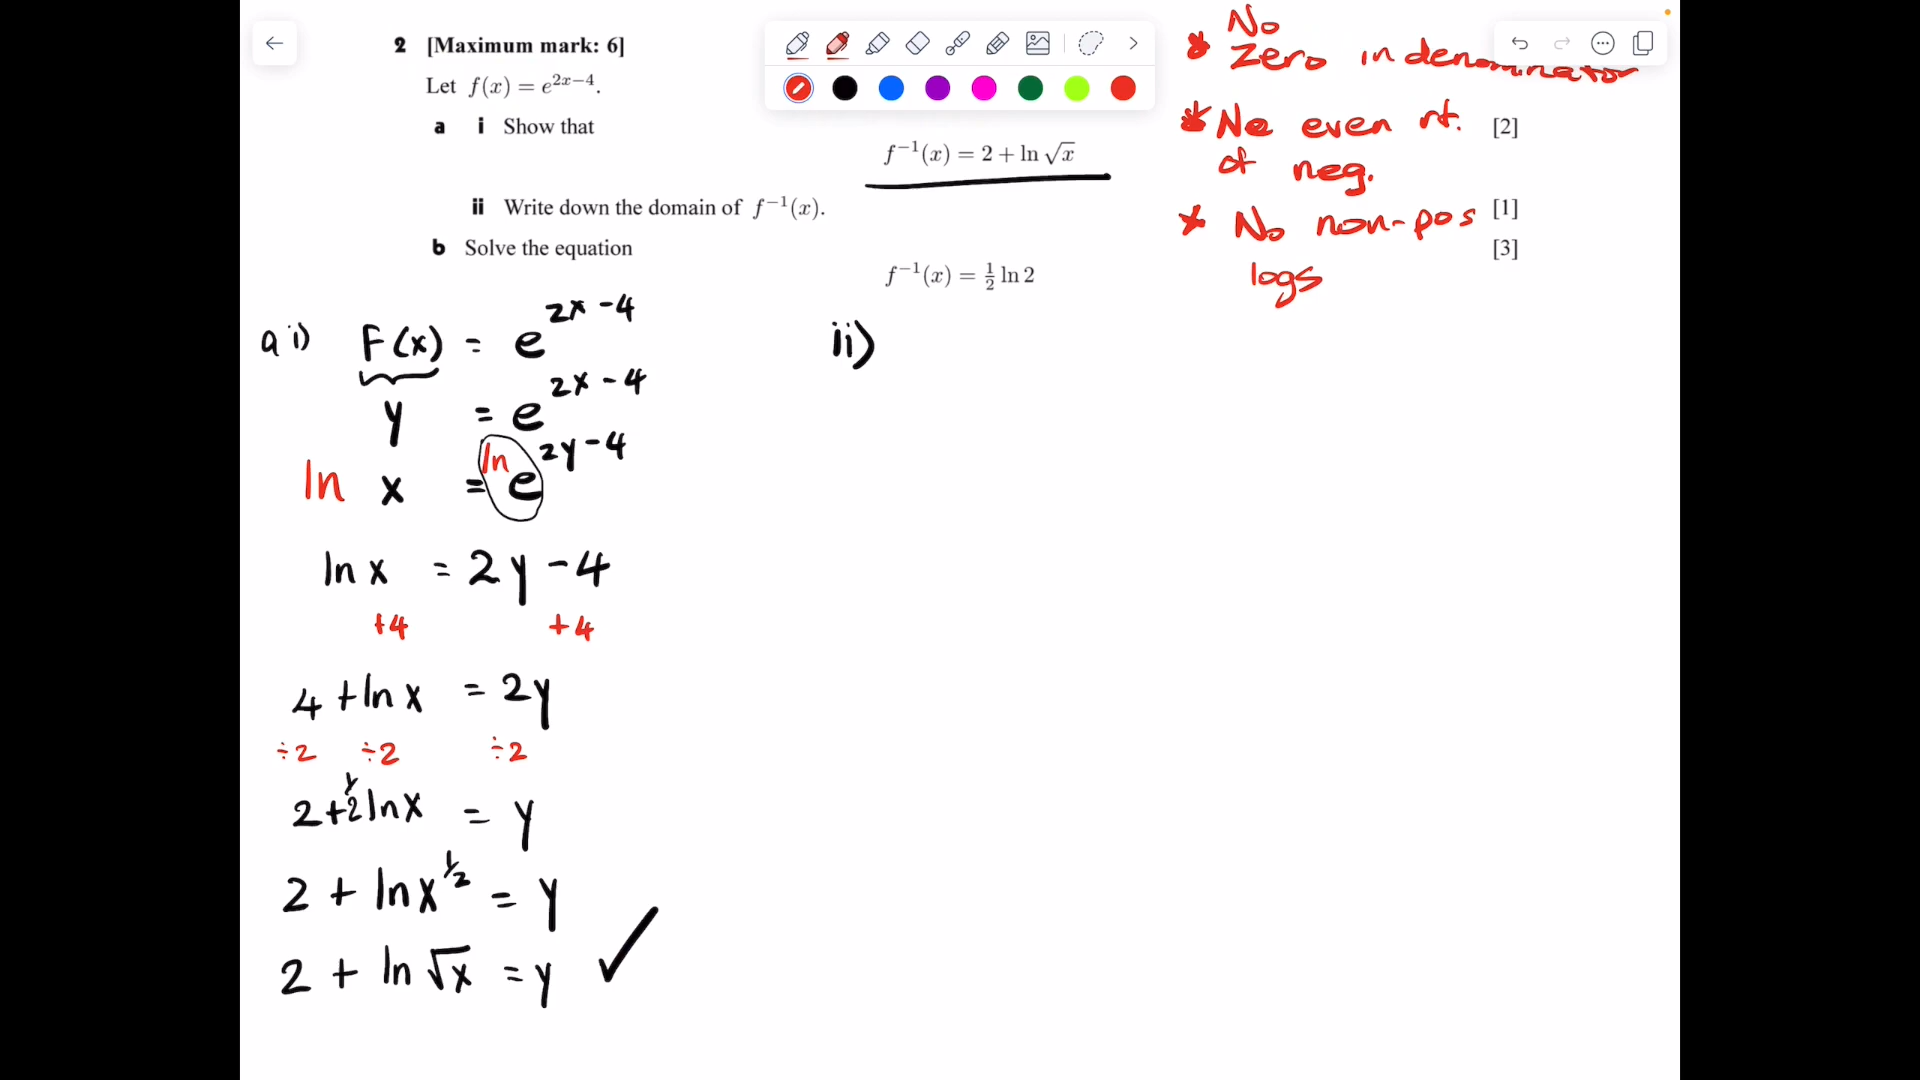 2 [Maximum mark: 6]
Let f(x) = e^{2x−4}.
a i Show that
f^{−1}(x) = 2 + ln √x
[2]
ii Write down the domain of f^{−1}(x).
[1]
b Solve the equation
[3]
f^{−1}(x) = 1/2 ln 2
* No
Zero in denominator
* No even rt.
of neg.
* No non-pos
logs
a i) F(x) = e^{2x−4}
y = e^{2x−4}
ln x = ln e^{2y−4}
ln x = 2y − 4
+4 +4
4 + ln x = 2y
÷2 ÷2 ÷2
2 + 1/2 ln x = y
2 + ln x^{1/2} = y
2 + ln √x = y ✓
ii)